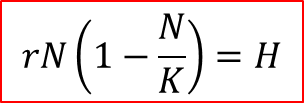 rN(1 − N/K) = H